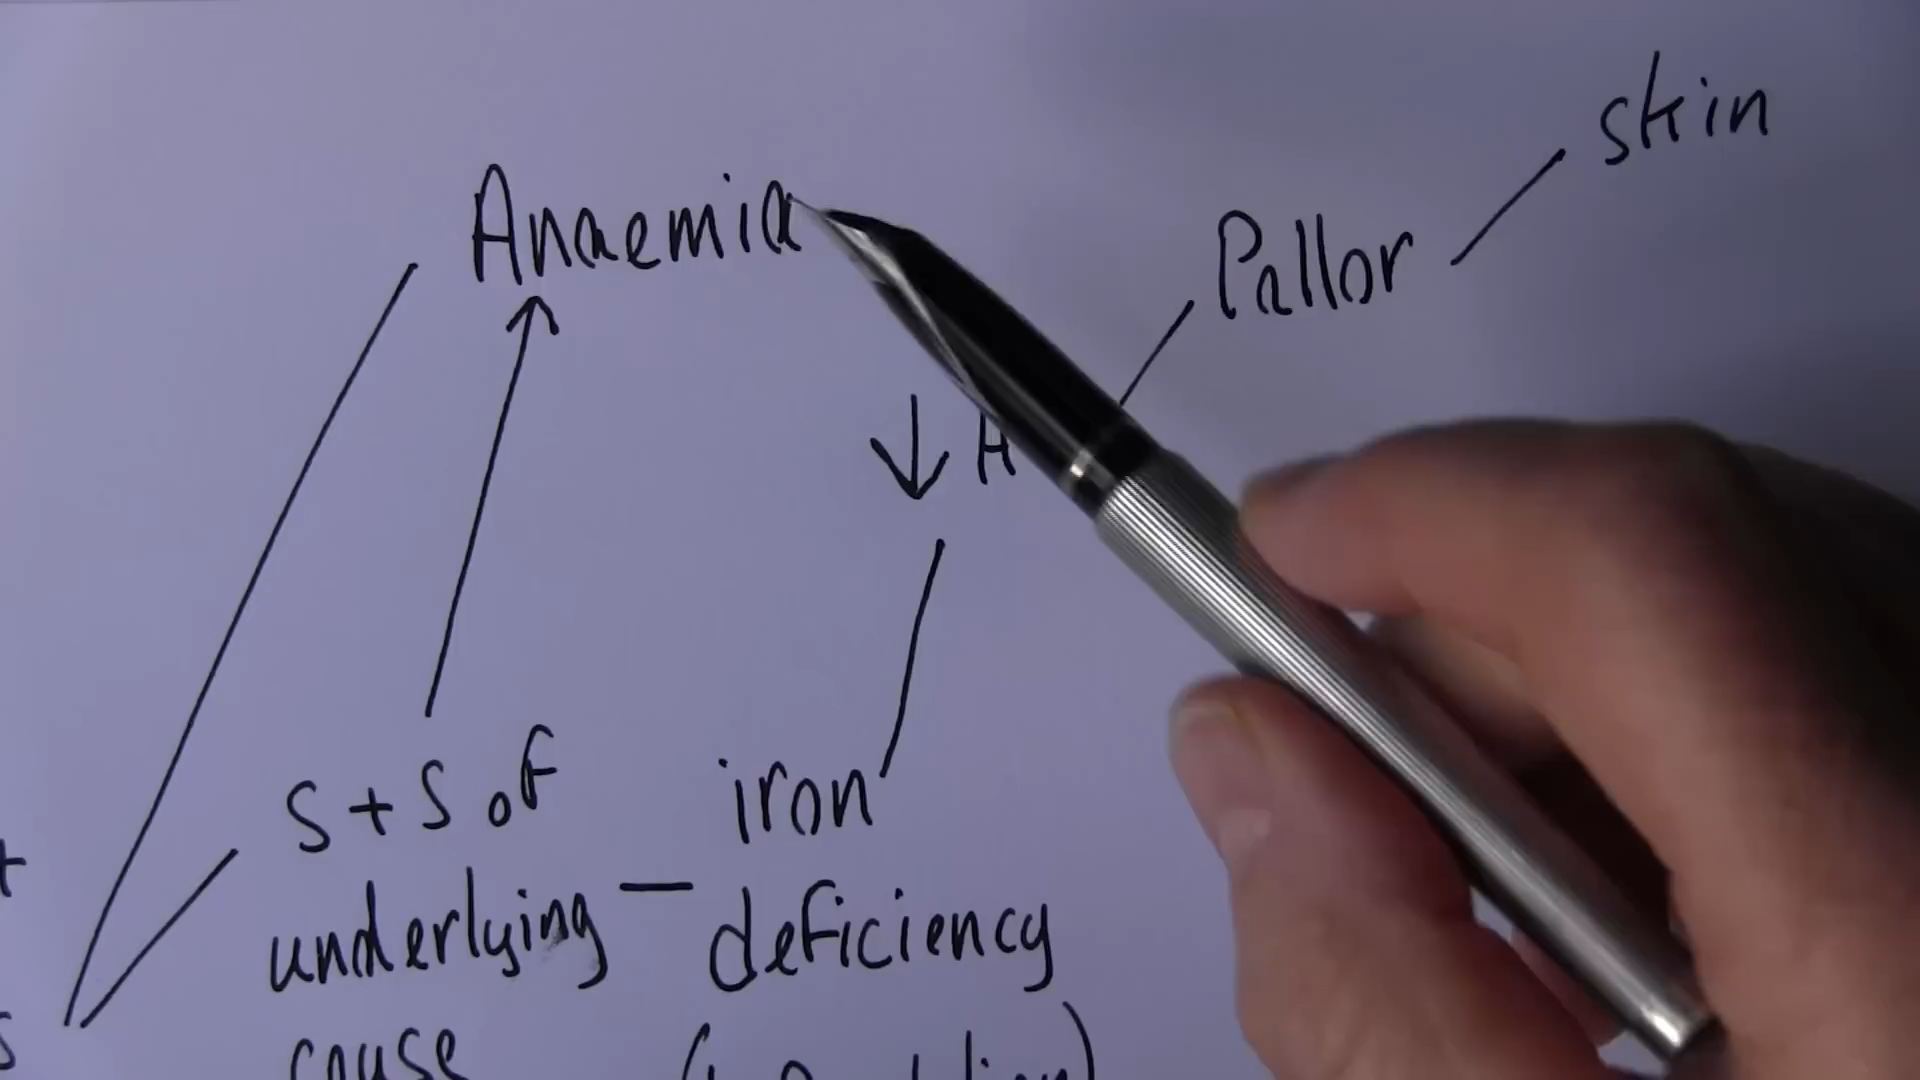 skin
Anaemia
Pallor
↓ H
S + S of
iron
underlying - deficiency
cause